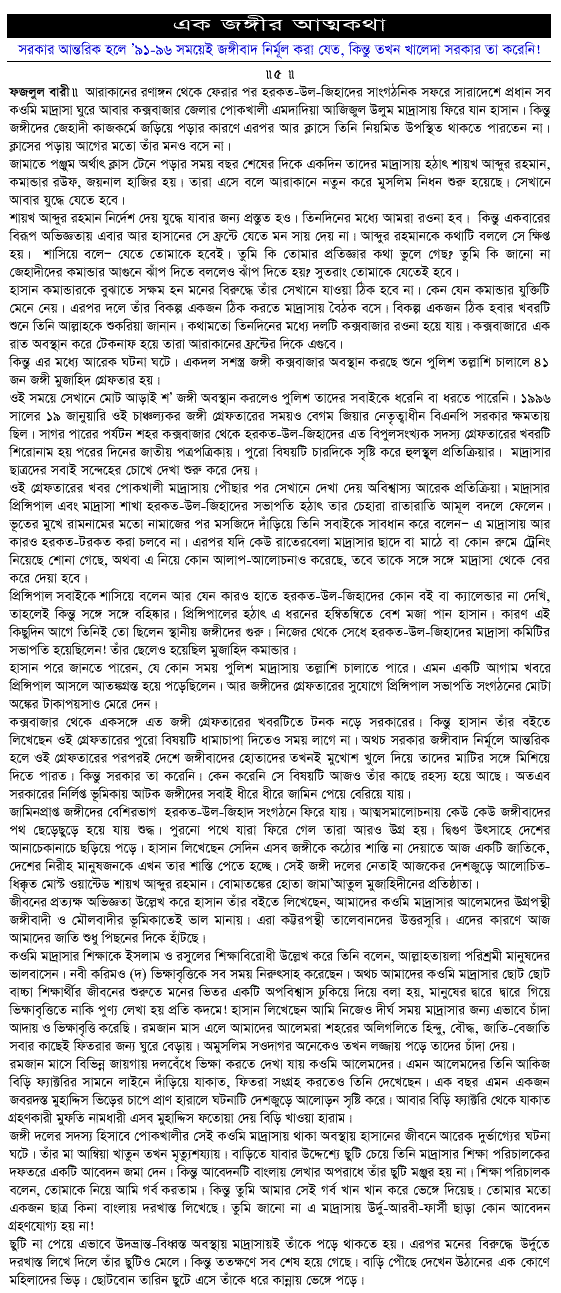 এক জঙ্গীর আত্মকথা
সরকার আন্তরিক হলে '৯১-৯৬ সময়েই জঙ্গীবাদ নির্মূল করা যেত, কিন্তু তখন খালেদা সরকার তা করেনি!
॥ ৫ ॥
ফজলুল বারী॥ আরাকানের রণাঙ্গন থেকে ফেরার পর হরকত-উল-জিহাদের সাংগঠনিক সফরে সারাদেশে প্রধান সব
কওমি মাদ্রাসা ঘুরে আবার কক্সবাজার জেলার পোকখালী এমদাদিয়া আজিজুল উলুম মাদ্রাসায় ফিরে যান হাসান। কিন্তু
জঙ্গীদের জেহাদী কাজকর্মে জড়িয়ে পড়ার কারণে এরপর আর ক্লাসে তিনি নিয়মিত উপস্থিত থাকতে পারতেন না।
ক্লাসের পড়ায় আগের মতো তাঁর মনও বসে না।
জামাতে পঞ্জুম অর্থাৎ ক্লাস টেনে পড়ার সময় বছর শেষের দিকে একদিন তাদের মাদ্রাসায় হঠাৎ শায়খ আব্দুর রহমান,
কমান্ডার রউফ, জয়নাল হাজির হয়। তারা এসে বলে আরাকানে নতুন করে মুসলিম নিধন শুরু হয়েছে। সেখানে
আবার যুদ্ধে যেতে হবে।
শায়খ আব্দুর রহমান নির্দেশ দেয় যুদ্ধে যাবার জন্য প্রস্তুত হও। তিনদিনের মধ্যে আমরা রওনা হব। কিন্তু একবারের
বিরূপ অভিজ্ঞতায় এবার আর হাসানের সে ফ্রন্টে যেতে মন সায় দেয় না। আব্দুর রহমানকে কথাটি বললে সে ক্ষিপ্ত
হয়। শাসিয়ে বলে– যেতে তোমাকে হবেই। তুমি কি তোমার প্রতিজ্ঞার কথা ভুলে গেছ? তুমি কি জানো না
জেহাদীদের কমান্ডার আগুনে ঝাঁপ দিতে বললেও ঝাঁপ দিতে হয়? সুতরাং তোমাকে যেতেই হবে।
হাসান কমান্ডারকে বুঝাতে সক্ষম হন মনের বিরুদ্ধে তাঁর সেখানে যাওয়া ঠিক হবে না। কেন যেন কমান্ডার যুক্তিটি
মেনে নেয়। এরপর দলে তাঁর বিকল্প একজন ঠিক করতে মাদ্রাসায় বৈঠক বসে। বিকল্প একজন ঠিক হবার খবরটি
শুনে তিনি আল্লাহকে শুকরিয়া জানান। কথামতো তিনদিনের মধ্যে দলটি কক্সবাজার রওনা হয়ে যায়। কক্সবাজারে এক
রাত অবস্থান করে টেকনাফ হয়ে তারা আরাকানের ফ্রন্টের দিকে এগুবে।
কিন্তু এর মধ্যে আরেক ঘটনা ঘটে। একদল সশস্ত্র জঙ্গী কক্সবাজার অবস্থান করছে শুনে পুলিশ তল্লাশি চালালে ৪১
জন জঙ্গী মুজাহিদ গ্রেফতার হয়।
ওই সময়ে সেখানে মোট আড়াই শ' জঙ্গী অবস্থান করলেও পুলিশ তাদের সবাইকে ধরেনি বা ধরতে পারেনি। ১৯৯৬
সালের ১৯ জানুয়ারি ওই চাঞ্চল্যকর জঙ্গী গ্রেফতারের সময়ও বেগম জিয়ার নেতৃত্বাধীন বিএনপি সরকার ক্ষমতায়
ছিল। সাগর পারের পর্যটন শহর কক্সবাজার থেকে হরকত-উল-জিহাদের এত বিপুলসংখ্যক সদস্য গ্রেফতারের খবরটি
শিরোনাম হয় পরের দিনের জাতীয় পত্রপত্রিকায়। পুরো বিষয়টি চারদিকে সৃষ্টি করে হুলস্থূল প্রতিক্রিয়ার। মাদ্রাসার
ছাত্রদের সবাই সন্দেহের চোখে দেখা শুরু করে দেয়।
ওই গ্রেফতারের খবর পোকখালী মাদ্রাসায় পৌঁছার পর সেখানে দেখা দেয় অবিশ্বাস্য আরেক প্রতিক্রিয়া। মাদ্রাসার
প্রিন্সিপাল এবং মাদ্রাসা শাখা হরকত-উল-জিহাদের সভাপতি হঠাৎ তার চেহারা রাতারাতি আমূল বদলে ফেলেন।
ভূতের মুখে রামনামের মতো নামাজের পর মসজিদে দাঁড়িয়ে তিনি সবাইকে সাবধান করে বলেন– এ মাদ্রাসায় আর
কারও হরকত-টরকত করা চলবে না। এরপর যদি কেউ রাতেরবেলা মাদ্রাসার ছাদে বা মাঠে বা কোন রুমে ট্রেনিং
নিয়েছে শোনা গেছে, অথবা এ নিয়ে কোন আলাপ-আলোচনাও করেছে, তবে তাকে সঙ্গে সঙ্গে মাদ্রাসা থেকে বের
করে দেয়া হবে।
প্রিন্সিপাল সবাইকে শাসিয়ে বলেন আর যেন কারও হাতে হরকত-উল-জিহাদের কোন বই বা ক্যালেন্ডার না দেখি,
তাহলেই কিন্তু সঙ্গে সঙ্গে বহিষ্কার। প্রিন্সিপালের হঠাৎ এ ধরনের হম্বিতম্বিতে বেশ মজা পান হাসান। কারণ এই
কিছুদিন আগে তিনিই তো ছিলেন স্থানীয় জঙ্গীদের গুরু। নিজের থেকে সেধে হরকত-উল-জিহাদের মাদ্রাসা কমিটির
সভাপতি হয়েছিলেন! তাঁর ছেলেও হয়েছিল মুজাহিদ কমান্ডার।
হাসান পরে জানতে পারেন, যে কোন সময় পুলিশ মাদ্রাসায় তল্লাশি চালাতে পারে। এমন একটি আগাম খবরে
প্রিন্সিপাল আসলে আতঙ্কগ্রস্ত হয়ে পড়েছিলেন। আর জঙ্গীদের গ্রেফতারের সুযোগে প্রিন্সিপাল সভাপতি সংগঠনের মোটা
অঙ্কের টাকাপয়সাও মেরে দেন।
কক্সবাজার থেকে একসঙ্গে এত জঙ্গী গ্রেফতারের খবরটিতে টনক নড়ে সরকারের। কিন্তু হাসান তাঁর বইতে
লিখেছেন ওই গ্রেফতারের পুরো বিষয়টি ধামাচাপা দিতেও সময় লাগে না। অথচ সরকার জঙ্গীবাদ নির্মূলে আন্তরিক
হলে ওই গ্রেফতারের পরপরই দেশে জঙ্গীবাদের হোতাদের তখনই মুখোশ খুলে দিয়ে তাদের মাটির সঙ্গে মিশিয়ে
দিতে পারত। কিন্তু সরকার তা করেনি। কেন করেনি সে বিষয়টি আজও তাঁর কাছে রহস্য হয়ে আছে। অতএব
সরকারের নির্লিপ্ত ভূমিকায় আটক জঙ্গীদের সবাই ধীরে ধীরে জামিন পেয়ে বেরিয়ে যায়।
জামিনপ্রাপ্ত জঙ্গীদের বেশিরভাগ হরকত-উল-জিহাদ সংগঠনে ফিরে যায়। আত্মসমালোচনায় কেউ কেউ জঙ্গীবাদের
পথ ছেড়েছুড়ে হয়ে যায় শুদ্ধ। পুরনো পথে যারা ফিরে গেল তারা আরও উগ্র হয়। দ্বিগুণ উৎসাহে দেশের
আনাচেকানাচে ছড়িয়ে পড়ে। হাসান লিখেছেন সেদিন এসব জঙ্গীকে কঠোর শাস্তি না দেয়াতে আজ একটি জাতিকে,
দেশের নিরীহ মানুষজনকে এখন তার শাস্তি পেতে হচ্ছে। সেই জঙ্গী দলের নেতাই আজকের দেশজুড়ে আলোচিত-
ধিক্কৃত মোস্ট ওয়ান্টেড শায়খ আব্দুর রহমান। বোমাতঙ্কের হোতা জামা'আতুল মুজাহিদীনের প্রতিষ্ঠাতা।
জীবনের প্রত্যক্ষ অভিজ্ঞতা উল্লেখ করে হাসান তাঁর বইতে লিখেছেন, আমাদের কওমি মাদ্রাসার আলেমদের উগ্রপন্থী
জঙ্গীবাদী ও মৌলবাদীর ভূমিকাতেই ভাল মানায়। এরা কট্টরপন্থী তালেবানদের উত্তরসূরি। এদের কারণে আজ
আমাদের জাতি শুধু পিছনের দিকে হাঁটছে।
কওমি মাদ্রাসার শিক্ষাকে ইসলাম ও রসুলের শিক্ষাবিরোধী উল্লেখ করে তিনি বলেন, আল্লাহতায়লা পরিশ্রমী মানুষদের
ভালবাসেন। নবী করিমও (দ) ভিক্ষাবৃত্তিকে সব সময় নিরুৎসাহ করেছেন। অথচ আমাদের কওমি মাদ্রাসার ছোট ছোট
বাচ্চা শিক্ষার্থীর জীবনের শুরুতে মনের ভিতর একটি অপবিশ্বাস ঢুকিয়ে দিয়ে বলা হয়, মানুষের দ্বারে দ্বারে গিয়ে
ভিক্ষাবৃত্তিতে নাকি পুণ্য লেখা হয় প্রতি কদমে! হাসান লিখেছেন আমি নিজেও দীর্ঘ সময় মাদ্রাসার জন্য এভাবে চাঁদা
আদায় ও ভিক্ষাবৃত্তি করেছি। রমজান মাস এলে আমাদের আলেমরা শহরের অলিগলিতে হিন্দু, বৌদ্ধ, জাতি-বেজাতি
সবার কাছেই ফিতরার জন্য ঘুরে বেড়ায়। অমুসলিম সওদাগর অনেকেও তখন লজ্জায় পড়ে তাদের চাঁদা দেয়।
রমজান মাসে বিভিন্ন জায়গায় দলবেঁধে ভিক্ষা করতে দেখা যায় কওমি আলেমদের। এমন আলেমদের তিনি আকিজ
বিড়ি ফ্যাক্টরির সামনে লাইনে দাঁড়িয়ে যাকাত, ফিতরা সংগ্রহ করতেও তিনি দেখেছেন। এক বছর এমন একজন
জবরদস্ত মুহাদ্দিস ভিড়ের চাপে প্রাণ হারালে ঘটনাটি দেশজুড়ে আলোড়ন সৃষ্টি করে। আবার বিড়ি ফ্যাক্টরি থেকে যাকাত
গ্রহণকারী মুফতি নামধারী এসব মুহাদ্দিস ফতোয়া দেয় বিড়ি খাওয়া হারাম।
জঙ্গী দলের সদস্য হিসাবে পোকখালীর সেই কওমি মাদ্রাসায় থাকা অবস্থায় হাসানের জীবনে আরেক দুর্ভাগ্যের ঘটনা
ঘটে। তাঁর মা আম্বিয়া খাতুন তখন মৃত্যুশয্যায়। বাড়িতে যাবার উদ্দেশ্যে ছুটি চেয়ে তিনি মাদ্রাসার শিক্ষা পরিচালকের
দফতরে একটি আবেদন জমা দেন। কিন্তু আবেদনটি বাংলায় লেখার অপরাধে তাঁর ছুটি মঞ্জুর হয় না। শিক্ষা পরিচালক
বলেন, তোমাকে নিয়ে আমি গর্ব করতাম। কিন্তু তুমি আমার সেই গর্ব খান খান করে ভেঙ্গে দিয়েছ। তোমার মতো
একজন ছাত্র কিনা বাংলায় দরখাস্ত লিখেছে। তুমি জানো না এ মাদ্রাসায় উর্দু-আরবী-ফার্সী ছাড়া কোন আবেদন
গ্রহণযোগ্য হয় না!
ছুটি না পেয়ে এভাবে উদভ্রান্ত-বিধ্বস্ত অবস্থায় মাদ্রাসায়ই তাঁকে পড়ে থাকতে হয়। এরপর মনের বিরুদ্ধে উর্দুতে
দরখাস্ত লিখে দিলে তাঁর ছুটিও মেলে। কিন্তু ততক্ষণে সব শেষ হয়ে গেছে। বাড়ি পৌঁছে দেখেন উঠানের এক কোণে
মহিলাদের ভিড়। ছোটবোন তারিন ছুটে এসে তাঁকে ধরে কান্নায় ভেঙ্গে পড়ে।